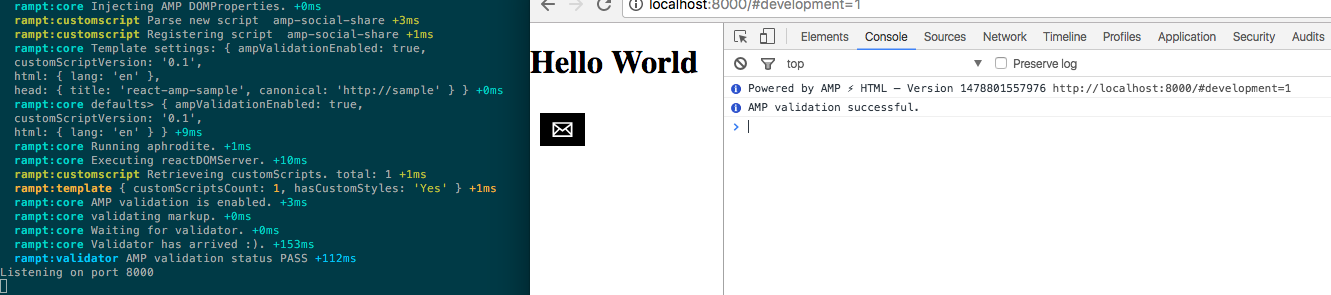 rampt:core Injecting AMP DOMProperties. +0ms
rampt:customscript Parse new script  amp-social-share +3ms
rampt:customscript Registering script  amp-social-share +1ms
rampt:core Template settings: { ampValidationEnabled: true,
customScriptVersion: '0.1',
html: { lang: 'en' },
head: { title: 'react-amp-sample', canonical: 'http://sample' } } +0ms
rampt:core defaults> { ampValidationEnabled: true,
customScriptVersion: '0.1',
html: { lang: 'en' } } +9ms
rampt:core Running aphrodite. +1ms
rampt:core Executing reactDOMServer. +10ms
rampt:customscript Retrieveing customScripts. total: 1 +1ms
rampt:template { customScriptsCount: 1, hasCustomStyles: 'Yes' } +1ms
rampt:core AMP validation is enabled. +3ms
rampt:core validating markup. +0ms
rampt:core Waiting for validator. +0ms
rampt:core Validator has arrived :). +153ms
rampt:validator AMP validation status PASS +112ms
Listening on port 8000
localhost:8000/#development=1
Hello World
Elements Console Sources Network Timeline Profiles Application Security Audits
top Preserve log
Powered by AMP ⚡ HTML – Version 1478801557976 http://localhost:8000/#development=1
AMP validation successful.
>